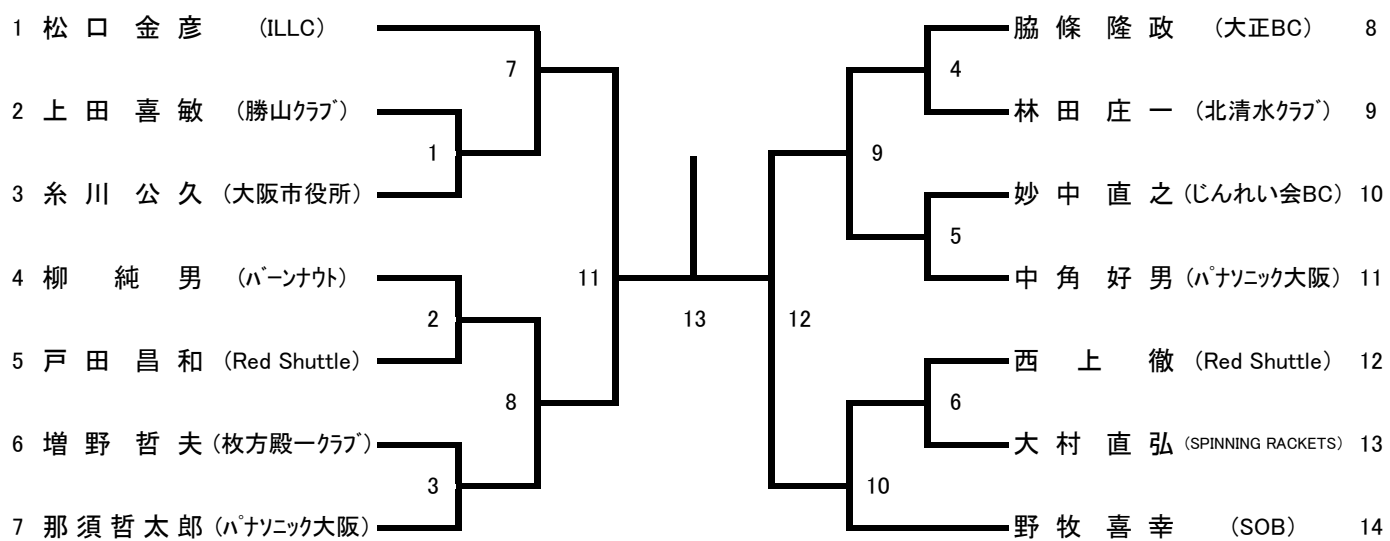 1 松口 金彦 (ILLC)
7
2 上田 喜敏 (勝山ｸﾗﾌﾞ)
1
3 糸川 公久 (大阪市役所)
4 柳 純男 (ﾊﾞｰﾝﾅｳﾄ)
11
2
5 戸田 昌和 (Red Shuttle)
8
6 増野 哲夫 (枚方殿一ｸﾗﾌﾞ)
3
7 那須哲太郎 (ﾊﾟﾅｿﾆｯｸ大阪)
13
脇條 隆政 (大正BC) 8
4
林田 庄一 (北清水ｸﾗﾌﾞ) 9
9
妙中 直之 (じんれい会BC) 10
5
中角 好男 (ﾊﾟﾅｿﾆｯｸ大阪) 11
12
西上 徹 (Red Shuttle) 12
6
大村 直弘 (SPINNING RACKETS) 13
10
野牧 喜幸 (SOB) 14